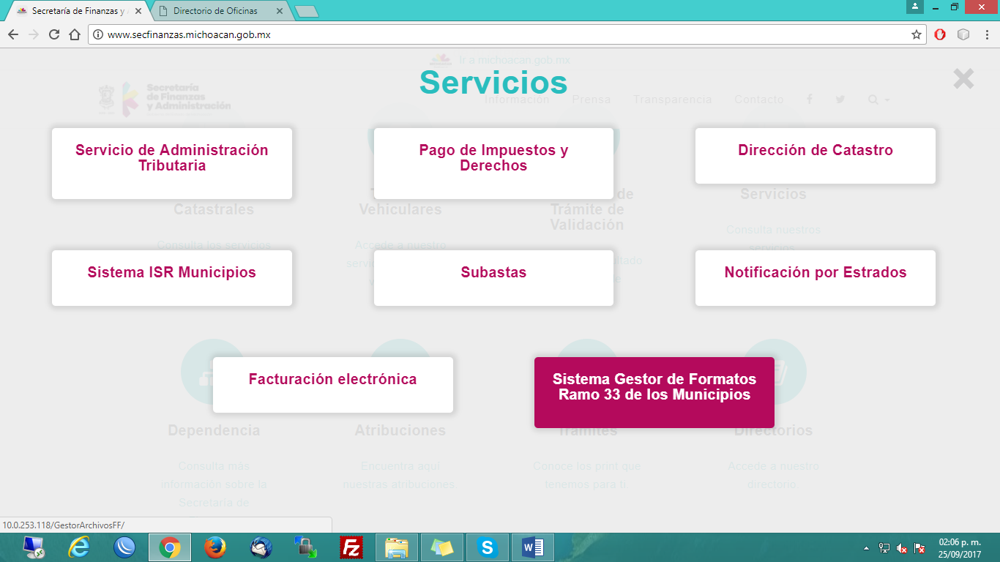 Secretaría de Finanzas y A
Directorio de Oficinas
www.secfinanzas.michoacan.gob.mx
Ir a michoacan.gob.mx
Servicios
Secretaría
de Finanzas
y Administración
Información
Prensa
Transparencia
Contacto
Servicio de Administración
Tributaria
Pago de Impuestos y
Derechos
Dirección de Catastro
Catastrales
Vehiculares
de
Trámite de
Validación
Servicios
Consulta los servicios
Accede a nuestro
Consulta nuestros
servicios
Sistema ISR Municipios
Subastas
Notificación por Estrados
Facturación electrónica
Sistema Gestor de Formatos
Ramo 33 de los Municipios
Dependencia
Atribuciones
Trámites
Directorios
Consulta más
información sobre la
Secretaría de
Encuentra aquí
nuestras atribuciones.
Conoce los print que
tenemos para ti
Accede a nuestro
directorio
10.0.253.118/GestorArchivosFF/
02:06 p. m.
25/09/2017